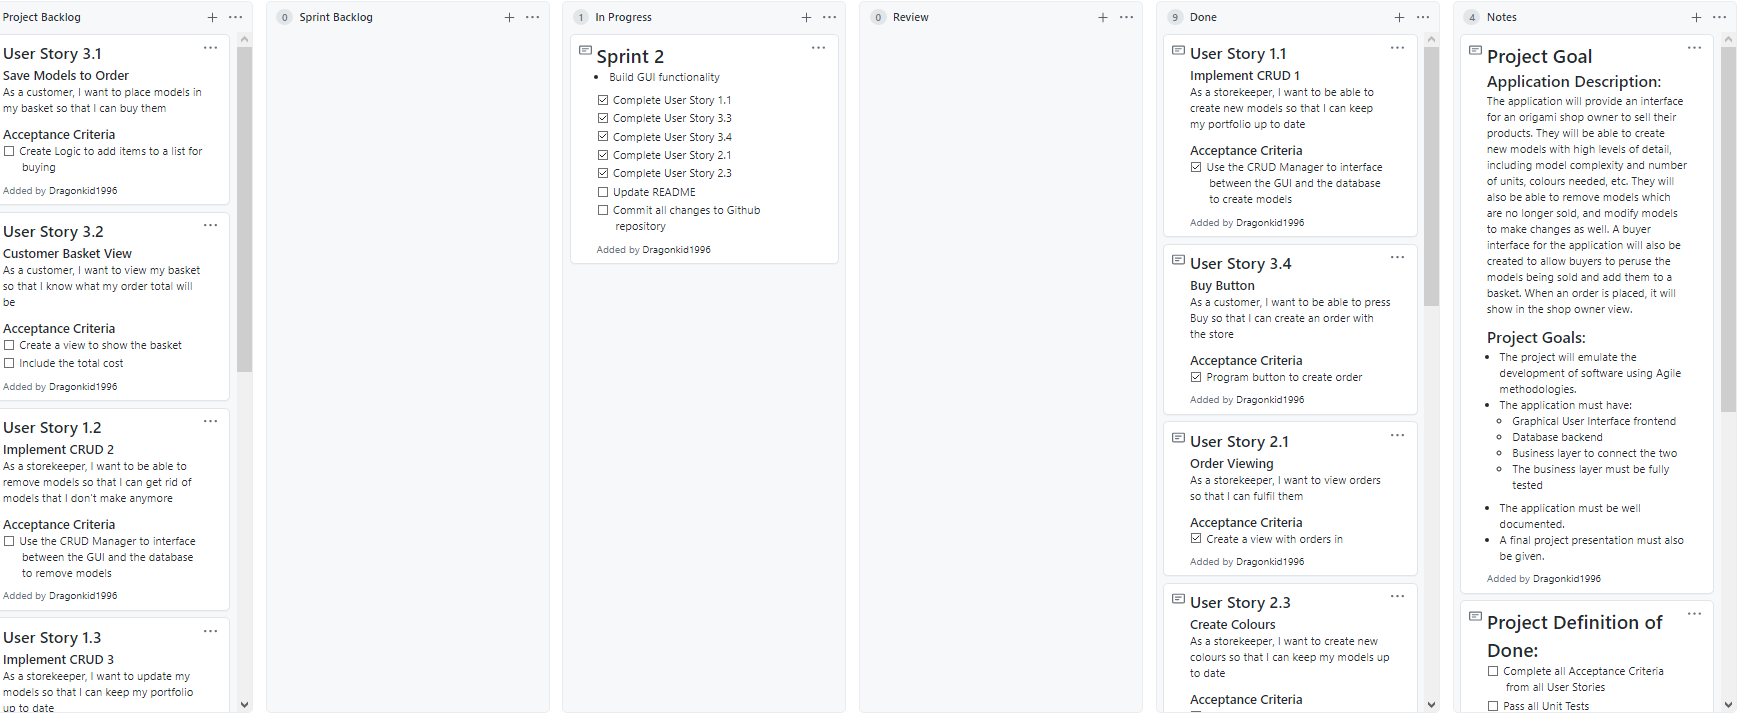 Project Backlog
User Story 3.1
Save Models to Order
As a customer, I want to place models in
my basket so that I can buy them
Acceptance Criteria
Create Logic to add items to a list for
buying
Added by Dragonkid1996
User Story 3.2
Customer Basket View
As a customer, I want to view my basket
so that I know what my order total will
be
Acceptance Criteria
Create a view to show the basket
Include the total cost
Added by Dragonkid1996
User Story 1.2
Implement CRUD 2
As a storekeeper, I want to be able to
remove models so that I can get rid of
models that I don't make anymore
Acceptance Criteria
Use the CRUD Manager to interface
between the GUI and the database
to remove models
Added by Dragonkid1996
User Story 1.3
Implement CRUD 3
As a storekeeper, I want to update my
models so that I can keep my portfolio
up to date
0 Sprint Backlog
1 In Progress
Sprint 2
Build GUI functionality
Complete User Story 1.1
Complete User Story 3.3
Complete User Story 3.4
Complete User Story 2.1
Complete User Story 2.3
Update README
Commit all changes to Github
repository
Added by Dragonkid1996
0 Review
9 Done
User Story 1.1
Implement CRUD 1
As a storekeeper, I want to be able to
create new models so that I can keep
my portfolio up to date
Acceptance Criteria
Use the CRUD Manager to interface
between the GUI and the database
to create models
Added by Dragonkid1996
User Story 3.4
Buy Button
As a customer, I want to be able to press
Buy so that I can create an order with
the store
Acceptance Criteria
Program button to create order
Added by Dragonkid1996
User Story 2.1
Order Viewing
As a storekeeper, I want to view orders
so that I can fulfil them
Acceptance Criteria
Create a view with orders in
Added by Dragonkid1996
User Story 2.3
Create Colours
As a storekeeper, I want to create new
colours so that I can keep my models up
to date
Acceptance Criteria
4 Notes
Project Goal
Application Description:
The application will provide an interface
for an origami shop owner to sell their
products. They will be able to create
new models with high levels of detail,
including model complexity and number
of units, colours needed, etc. They will
also be able to remove models which
are no longer sold, and modify models
to make changes as well. A buyer
interface for the application will also be
created to allow buyers to peruse the
models being sold and add them to a
basket. When an order is placed, it will
show in the shop owner view.
Project Goals:
The project will emulate the
development of software using Agile
methodologies.
The application must have:
Graphical User Interface frontend
Database backend
Business layer to connect the two
The business layer must be fully
tested
The application must be well
documented.
A final project presentation must also
be given.
Added by Dragonkid1996
Project Definition of
Done:
Complete all Acceptance Criteria
from all User Stories
Pass all Unit Tests